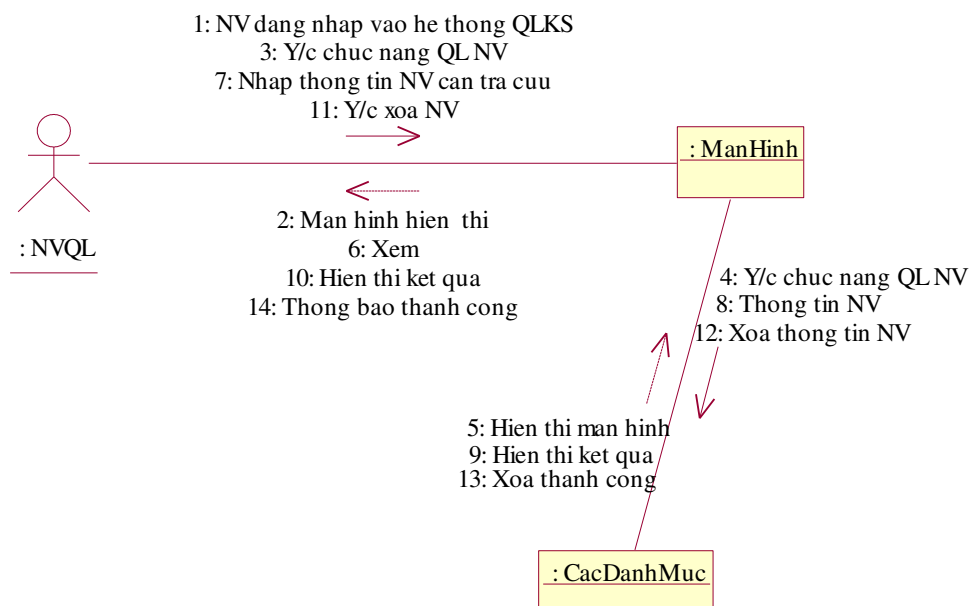 1: NV dang nhap vao he thong QLKS
3: Y/c chuc nang QL NV
7: Nhap thong tin NV can tra cuu
11: Y/c xoa NV
: ManHinh
: NVQL
2: Man hinh hien thi
6: Xem
10: Hien thi ket qua
14: Thong bao thanh cong
4: Y/c chuc nang QL NV
8: Thong tin NV
12: Xoa thong tin NV
5: Hien thi man hinh
9: Hien thi ket qua
13: Xoa thanh cong
: CacDanhMuc